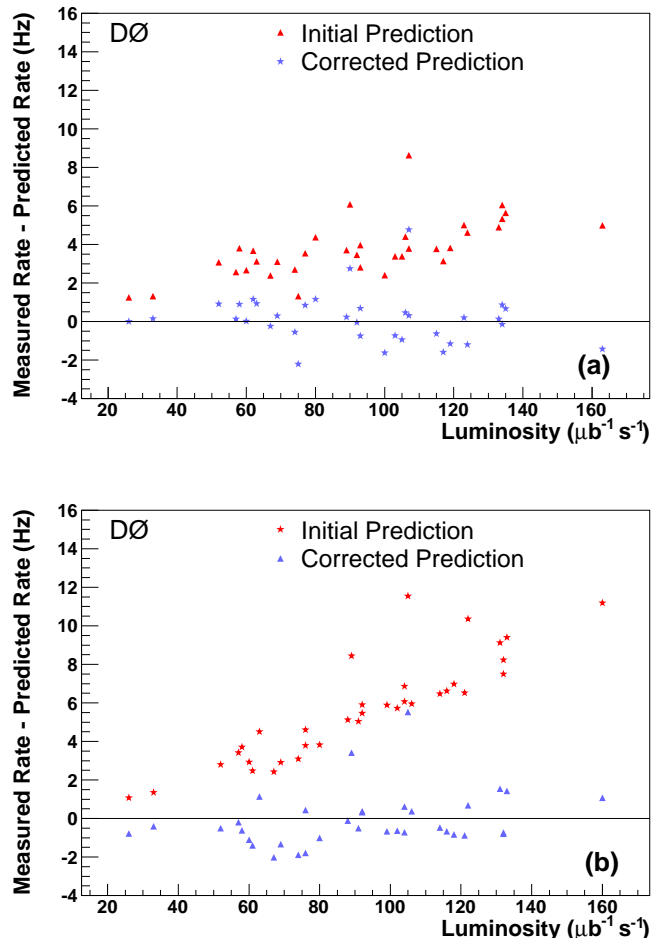 16
14
12
10
8
6
4
2
0
-2
-4
Measured Rate - Predicted Rate (Hz)
DØ
Initial Prediction
Corrected Prediction
(a)
20 40 60 80 100 120 140 160
Luminosity (μb⁻¹ s⁻¹)
16
14
12
10
8
6
4
2
0
-2
-4
Measured Rate - Predicted Rate (Hz)
DØ
Initial Prediction
Corrected Prediction
(b)
20 40 60 80 100 120 140 160
Luminosity (μb⁻¹ s⁻¹)